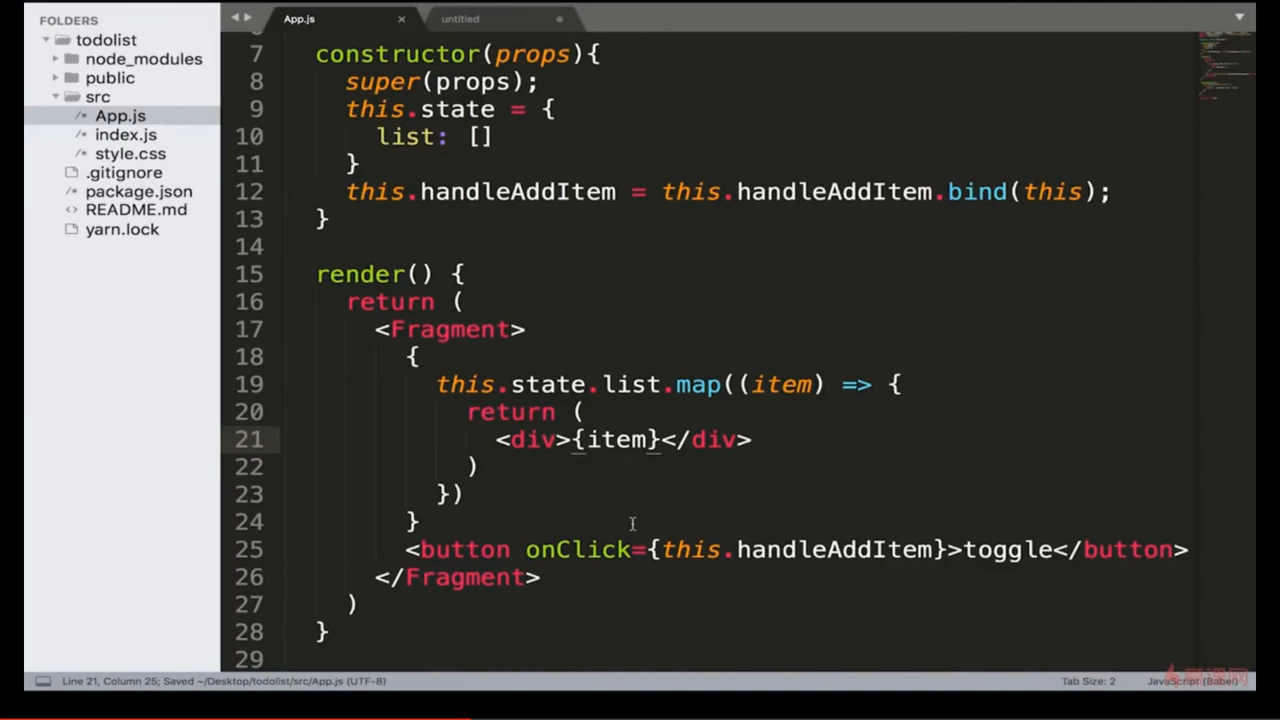 FOLDERS
todolist
node_modules
public
src
App.js
index.js
style.css
.gitignore
package.json
README.md
yarn.lock
App.js
untitled
7 constructor(props){
8 super(props);
9 this.state = {
10 list: []
11 }
12 this.handleAddItem = this.handleAddItem.bind(this);
13 }
14
15 render() {
16 return (
17 <Fragment>
18 {
19 this.state.list.map((item) => {
20 return (
21 <div>{item}</div>
22 )
23 })
24 }
25 <button onClick={this.handleAddItem}>toggle</button>
26 </Fragment>
27 )
28 }
29
Line 21, Column 25; Saved ~/Desktop/todolist/src/App.js (UTF-8)
Tab Size: 2
JavaScript (Babel)